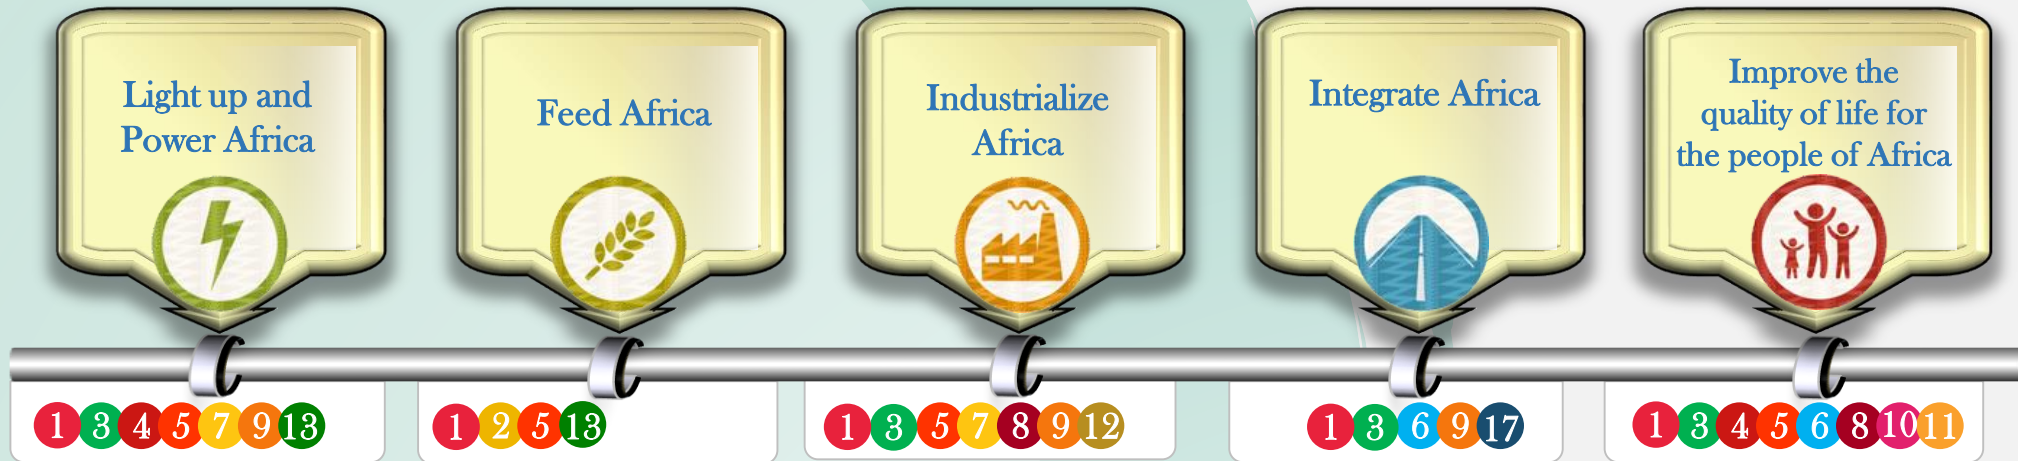 Light up and
Power Africa
Feed Africa
Industrialize
Africa
Integrate Africa
Improve the
quality of life for
the people of Africa
1 3 4 5 7 9 13
1 2 5 13
1 3 5 7 8 9 12
1 3 6 9 17
1 3 4 5 6 8 10 11